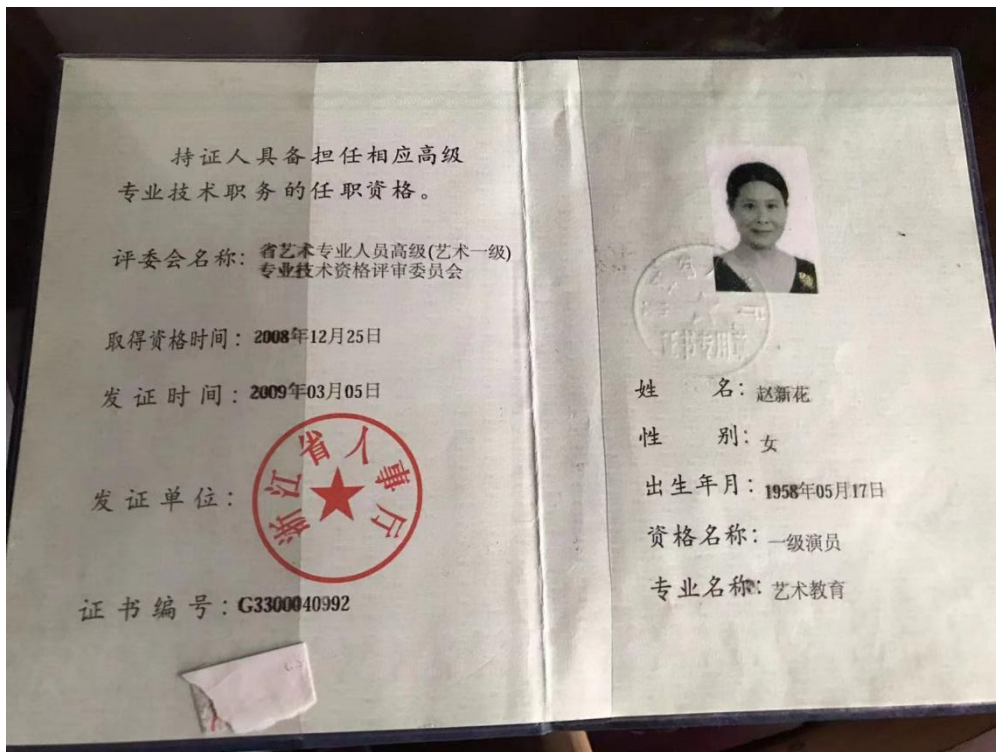 持证人具备担任相应高级
专业技术职务的任职资格。
评委会名称：省艺术专业人员高级(艺术一级)
专业技术资格评审委员会
取得资格时间：2008年12月25日
发证时间：2009年03月05日
发证单位：
浙江省人事厅
证书编号：G3300040992
证书专用章
姓名：赵新花
性别：女
出生年月：1958年05月17日
资格名称：一级演员
专业名称：艺术教育